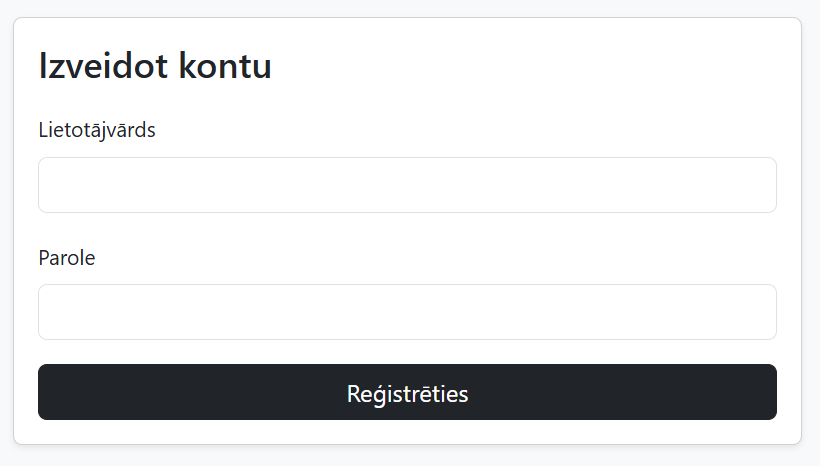 Izveidot kontu
Lietotājvārds
Parole
Reģistrēties